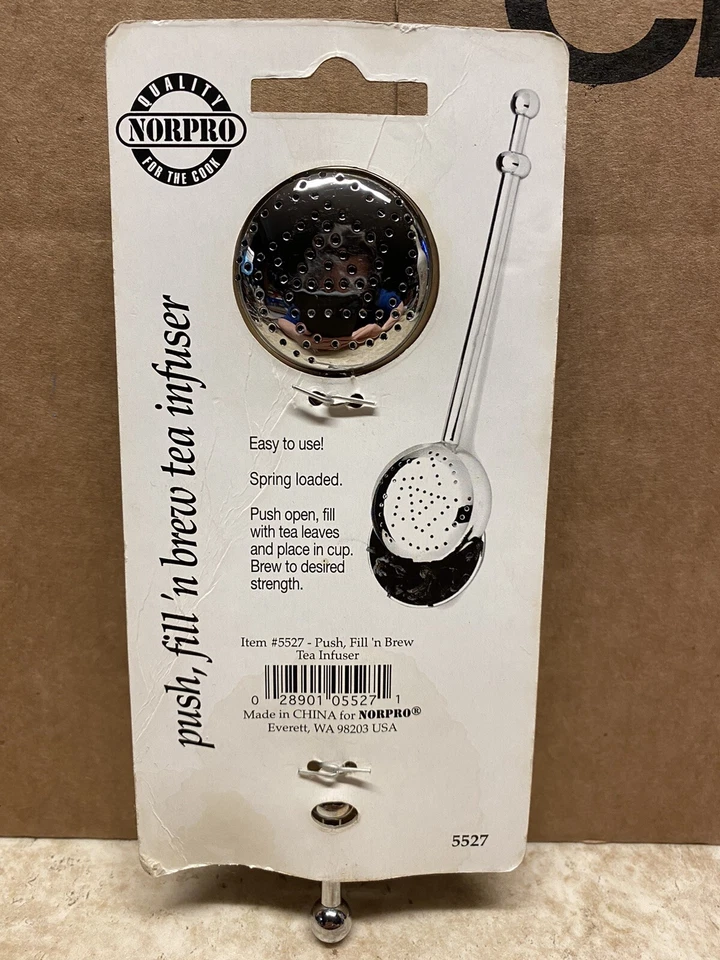 QUALITY
NORPRO
FOR THE COOK
push, fill 'n brew tea infuser
Easy to use!
Spring loaded.
Push open, fill
with tea leaves
and place in cup.
Brew to desired
strength.
Item #5527 - Push, Fill 'n Brew
Tea Infuser
0 28901 05527 1
Made in CHINA for NORPRO®
Everett, WA 98203 USA
5527